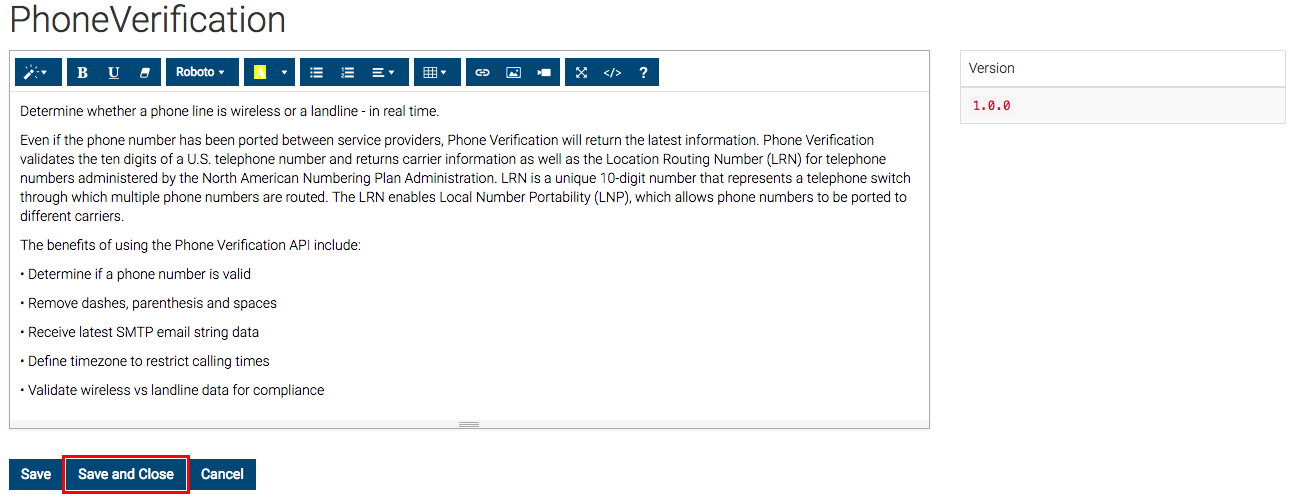 PhoneVerification
B U Roboto A </> ?
Version
1.0.0
Determine whether a phone line is wireless or a landline - in real time.
Even if the phone number has been ported between service providers, Phone Verification will return the latest information. Phone Verification
validates the ten digits of a U.S. telephone number and returns carrier information as well as the Location Routing Number (LRN) for telephone
numbers administered by the North American Numbering Plan Administration. LRN is a unique 10-digit number that represents a telephone switch
through which multiple phone numbers are routed. The LRN enables Local Number Portability (LNP), which allows phone numbers to be ported to
different carriers.
The benefits of using the Phone Verification API include:
• Determine if a phone number is valid
• Remove dashes, parenthesis and spaces
• Receive latest SMTP email string data
• Define timezone to restrict calling times
• Validate wireless vs landline data for compliance
Save Save and Close Cancel